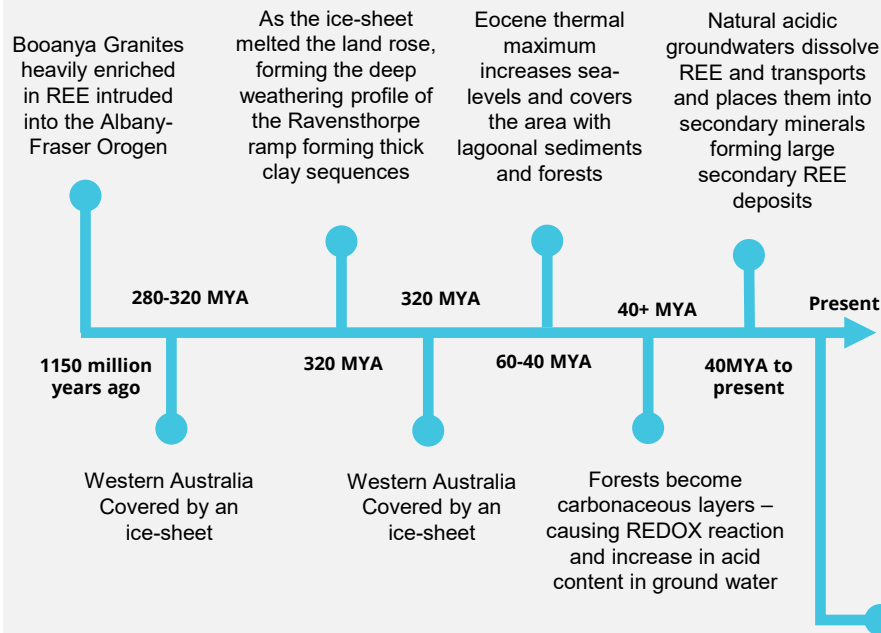 Booanya Granites
heavily enriched
in REE intruded
into the Albany-
Fraser Orogen
As the ice-sheet
melted the land rose,
forming the deep
weathering profile of
the Ravensthorpe
ramp forming thick
clay sequences
Eocene thermal
maximum
increases sea-
levels and covers
the area with
lagoonal sediments
and forests
Natural acidic
groundwaters dissolve
REE and transports
and places them into
secondary minerals
forming large
secondary REE
deposits
280-320 MYA
320 MYA
40+ MYA
Present
1150 million
years ago
320 MYA
60-40 MYA
40MYA to
present
Western Australia
Covered by an
ice-sheet
Western Australia
Covered by an
ice-sheet
Forests become
carbonaceous layers –
causing REDOX reaction
and increase in acid
content in ground water